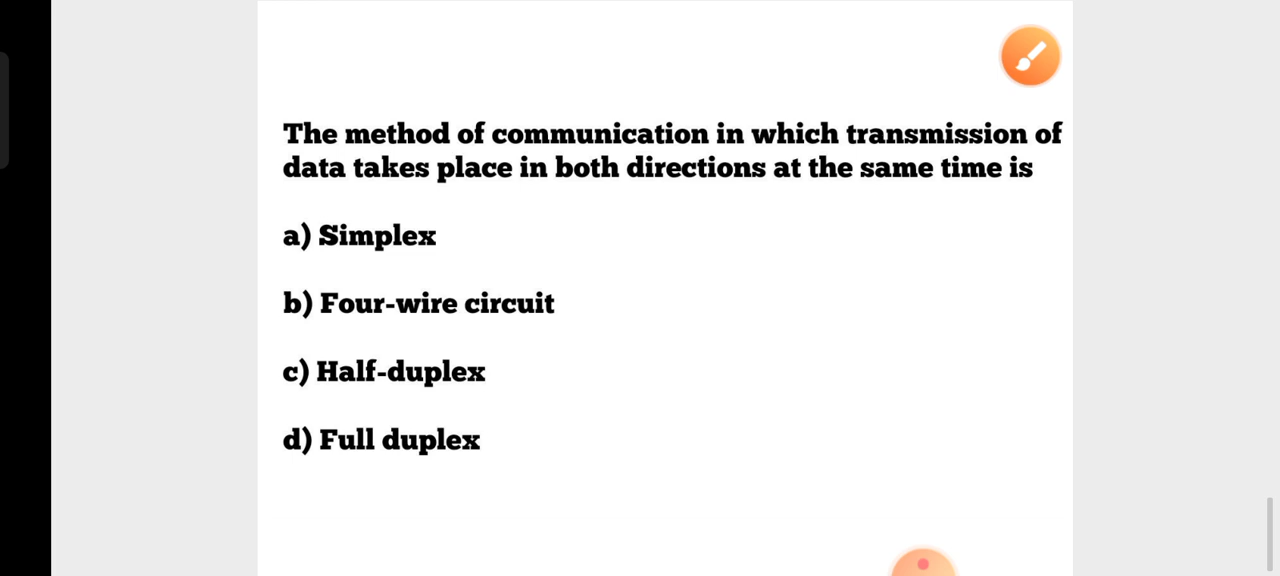 The method of communication in which transmission of
data takes place in both directions at the same time is
a) Simplex
b) Four-wire circuit
c) Half-duplex
d) Full duplex